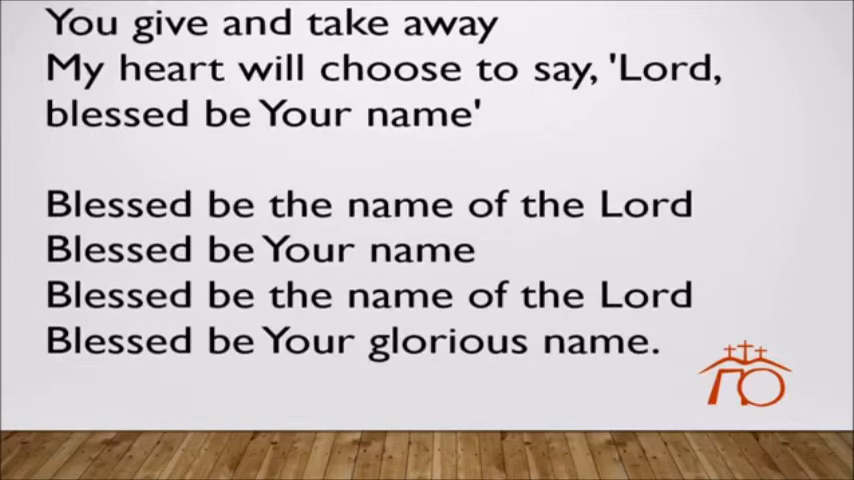 You give and take away
My heart will choose to say, 'Lord,
blessed be Your name'
Blessed be the name of the Lord
Blessed be Your name
Blessed be the name of the Lord
Blessed be Your glorious name.